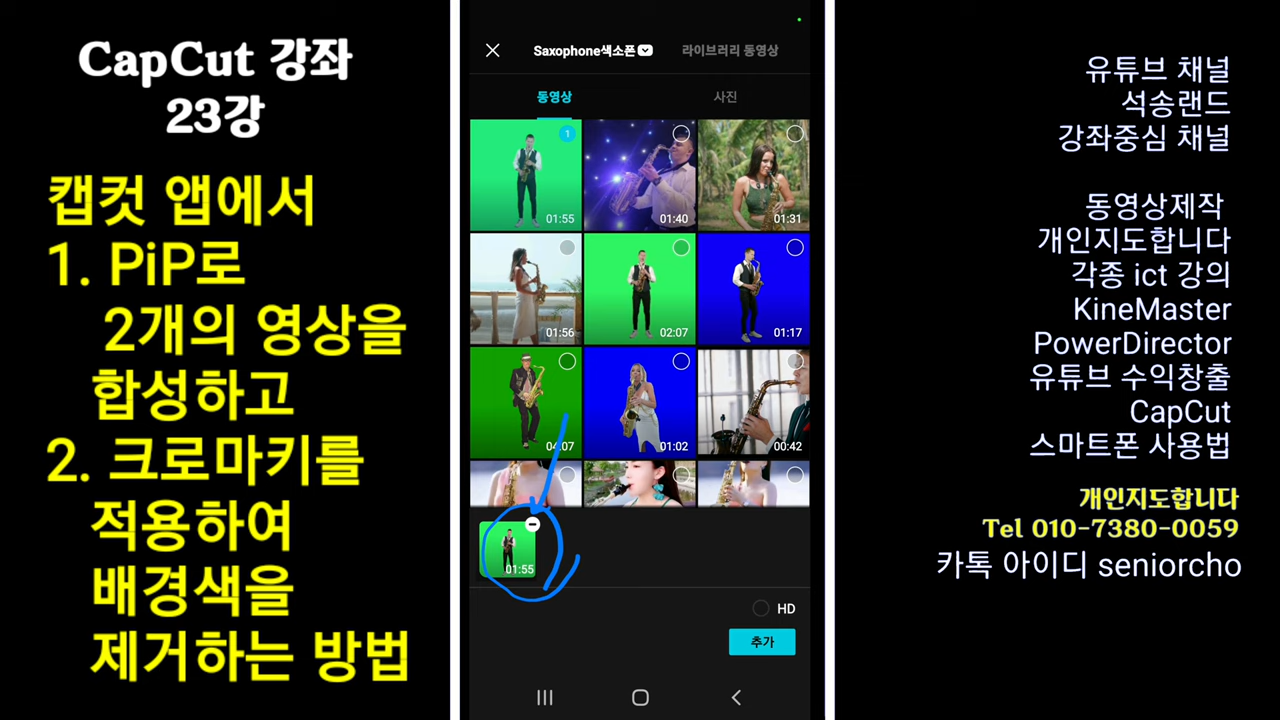 CapCut 강좌
23강
캡컷 앱에서
1. PiP로
2개의 영상을
합성하고
2. 크로마키를
적용하여
배경색을
제거하는 방법
Saxophone색소폰
라이브러리 동영상
동영상
사진
1
01:55
01:40
01:31
01:56
02:07
01:17
04:07
01:02
00:42
01:55
HD
추가
유튜브 채널
석송랜드
강좌중심 채널
동영상제작
개인지도합니다
각종 ict 강의
KineMaster
PowerDirector
유튜브 수익창출
CapCut
스마트폰 사용법
개인지도합니다
Tel 010-7380-0059
카톡 아이디 seniorcho